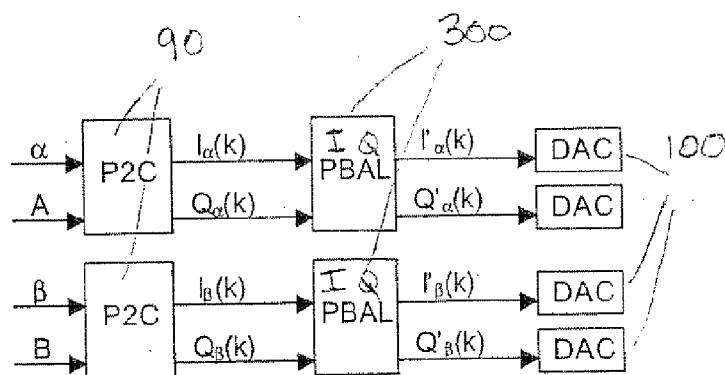 90
300
α
P2C
Iα(k)
I Q
PBAL
I'α(k)
DAC
100
A
Qα(k)
Q'α(k)
DAC
β
P2C
Iβ(k)
I Q
PBAL
I'β(k)
DAC
B
Qβ(k)
Q'β(k)
DAC